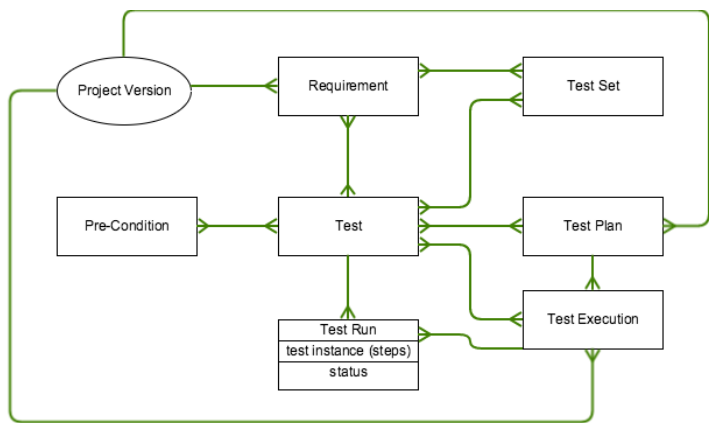 Project Version
Requirement
Test Set
Pre-Condition
Test
Test Plan
Test Execution
Test Run
test instance (steps)
status